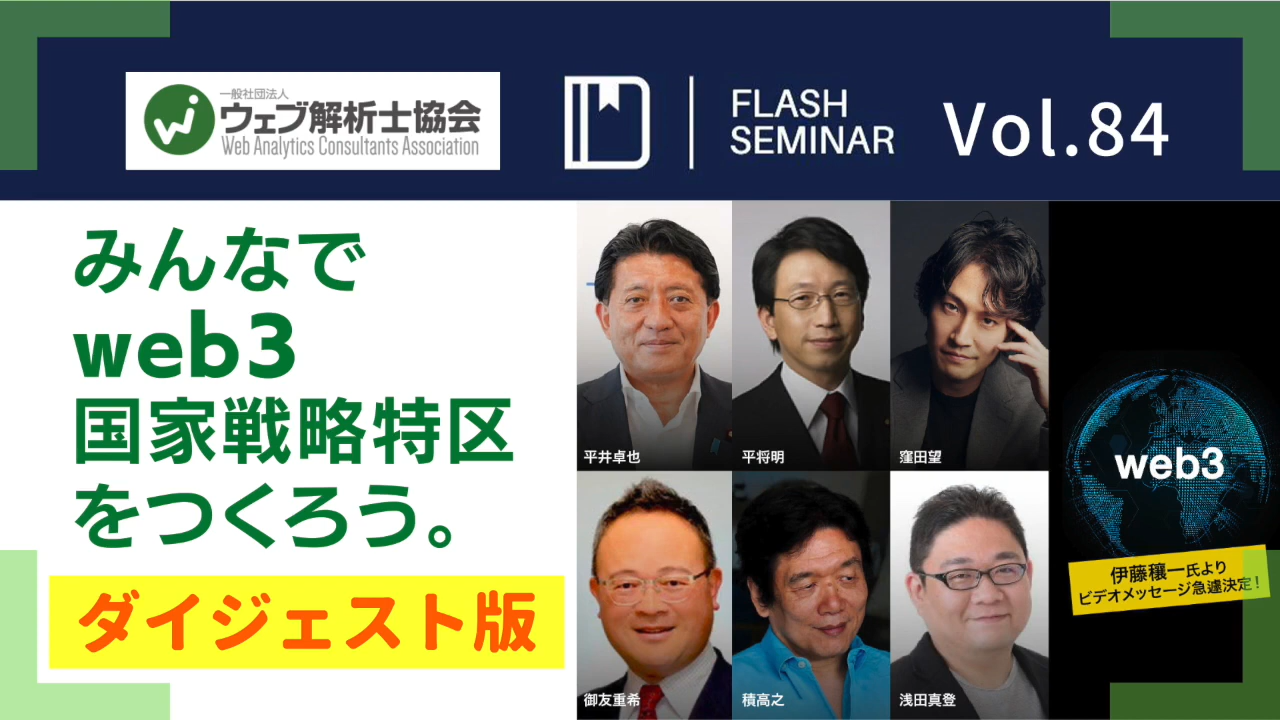 一般社団法人
ウェブ解析士協会
Web Analytics Consultants Association
FLASH
SEMINAR
Vol.84
みんなで
web3
国家戦略特区
をつくろう。
ダイジェスト版
平井卓也
平将明
窪田望
web3
伊藤穰一氏より
ビデオメッセージ急遽決定！
御友重希
積高之
浅田真登